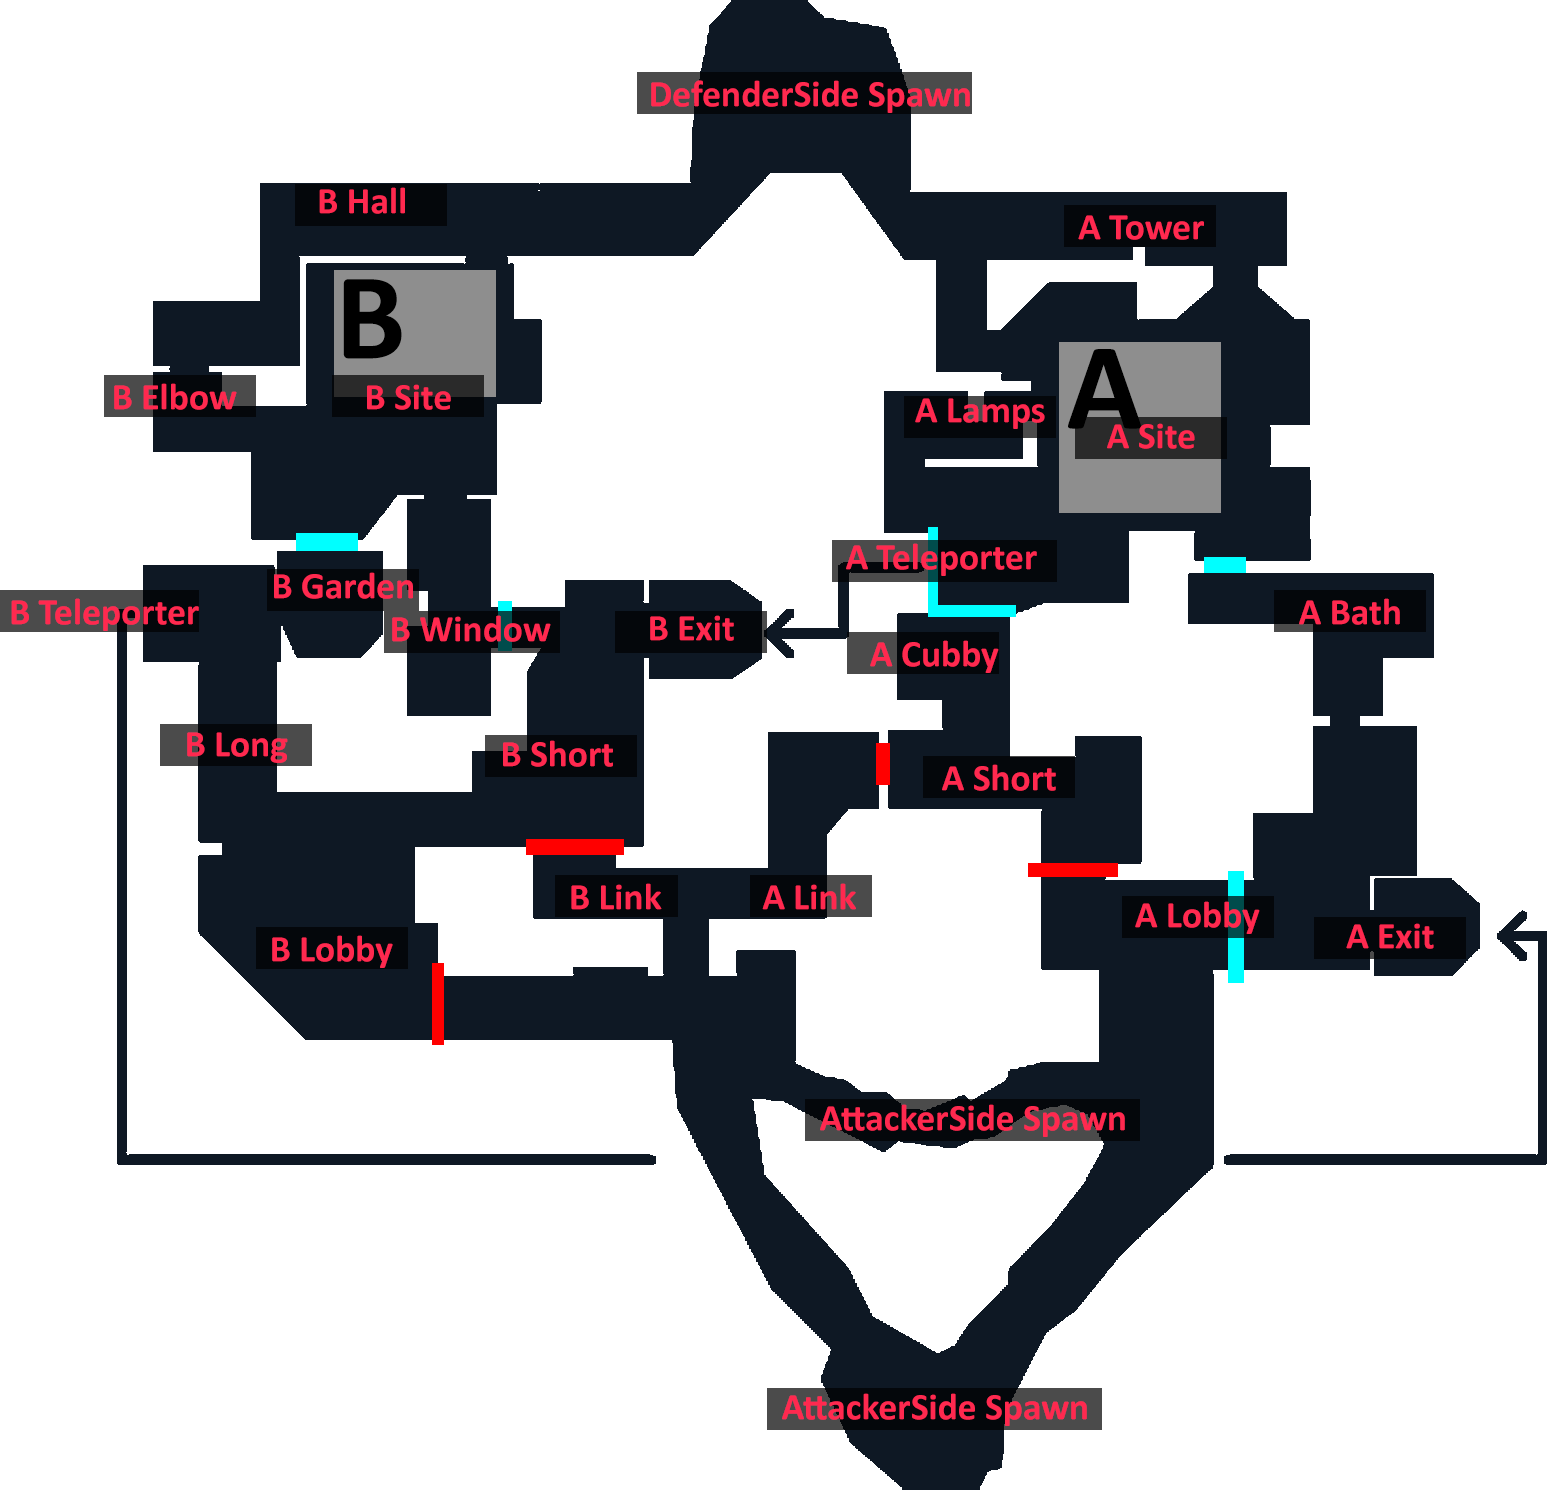 DefenderSide Spawn
B Hall
A Tower
B
B Elbow
B Site
A
A Lamps
A Site
A Teleporter
B Garden
B Teleporter
B Window
B Exit
A Bath
A Cubby
B Long
B Short
A Short
B Link
A Link
A Lobby
A Exit
B Lobby
AttackerSide Spawn
AttackerSide Spawn